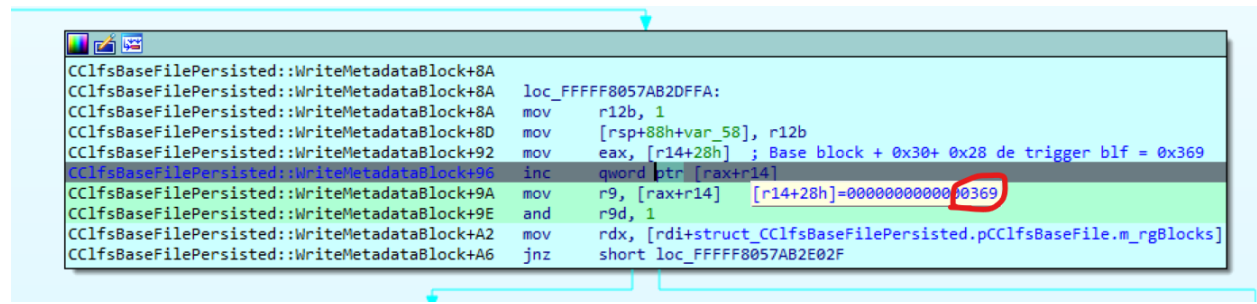 CClfsBaseFilePersisted::WriteMetadataBlock+8A
CClfsBaseFilePersisted::WriteMetadataBlock+8A loc_FFFFF8057AB2DFFA:
CClfsBaseFilePersisted::WriteMetadataBlock+8A mov r12b, 1
CClfsBaseFilePersisted::WriteMetadataBlock+8D mov [rsp+88h+var_58], r12b
CClfsBaseFilePersisted::WriteMetadataBlock+92 mov eax, [r14+28h] ; Base block + 0x30+ 0x28 de trigger blf = 0x369
CClfsBaseFilePersisted::WriteMetadataBlock+96 inc qword ptr [rax+r14]
CClfsBaseFilePersisted::WriteMetadataBlock+9A mov r9, [rax+r14] [r14+28h]=0000000000000369
CClfsBaseFilePersisted::WriteMetadataBlock+9E and r9d, 1
CClfsBaseFilePersisted::WriteMetadataBlock+A2 mov rdx, [rdi+struct_CClfsBaseFilePersisted.pCClfsBaseFile.m_rgBlocks]
CClfsBaseFilePersisted::WriteMetadataBlock+A6 jnz short loc_FFFFF8057AB2E02F